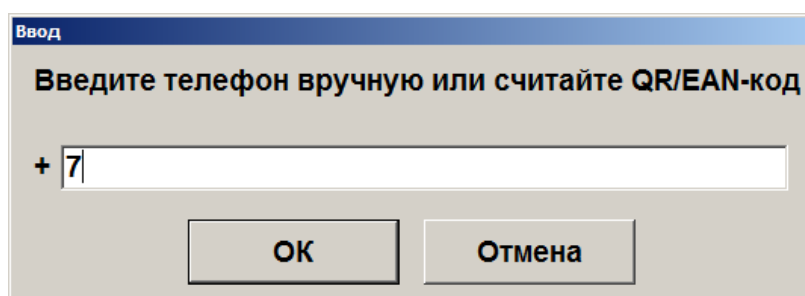 Ввод
Введите телефон вручную или считайте QR/EAN-код
+ 7
ОК Отмена